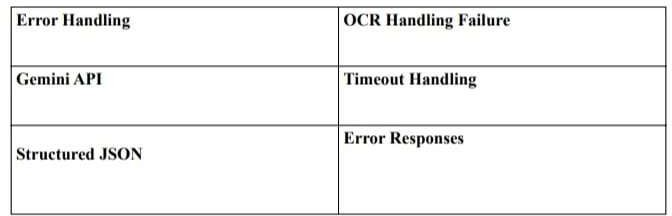 Error Handling
OCR Handling Failure
Gemini API
Timeout Handling
Structured JSON
Error Responses